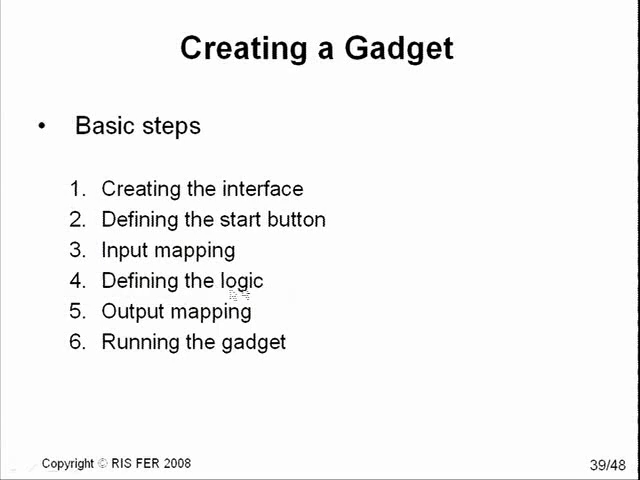 Creating a Gadget
• Basic steps
1. Creating the interface
2. Defining the start button
3. Input mapping
4. Defining the logic
5. Output mapping
6. Running the gadget
Copyright © RIS FER 2008
39/48